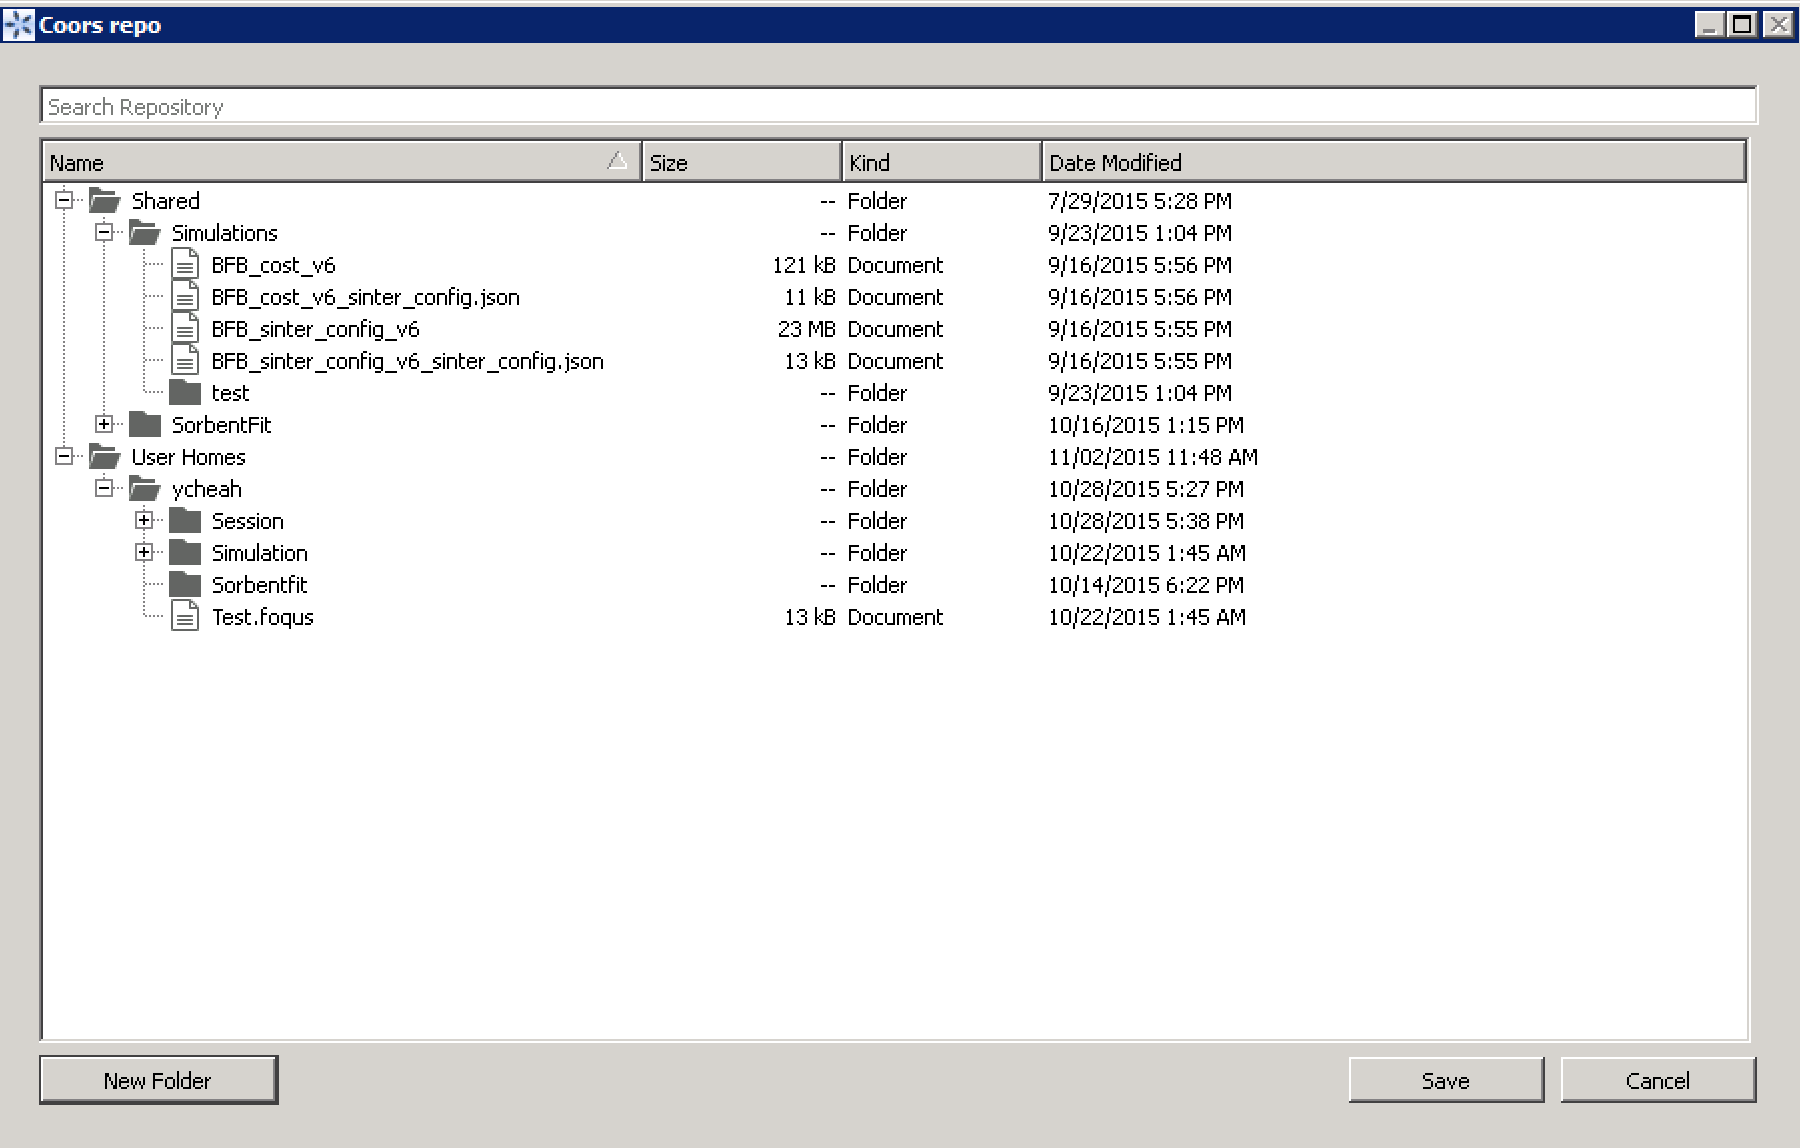 Coors repo
Search Repository
Name Size Kind Date Modified
Shared -- Folder 7/29/2015 5:28 PM
Simulations -- Folder 9/23/2015 1:04 PM
BFB_cost_v6 121 kB Document 9/16/2015 5:56 PM
BFB_cost_v6_sinter_config.json 11 kB Document 9/16/2015 5:56 PM
BFB_sinter_config_v6 23 MB Document 9/16/2015 5:55 PM
BFB_sinter_config_v6_sinter_config.json 13 kB Document 9/16/2015 5:55 PM
test -- Folder 9/23/2015 1:04 PM
SorbentFit -- Folder 10/16/2015 1:15 PM
User Homes -- Folder 11/02/2015 11:48 AM
ycheah -- Folder 10/28/2015 5:27 PM
Session -- Folder 10/28/2015 5:38 PM
Simulation -- Folder 10/22/2015 1:45 AM
Sorbentfit -- Folder 10/14/2015 6:22 PM
Test.foqus 13 kB Document 10/22/2015 1:45 AM
New Folder Save Cancel